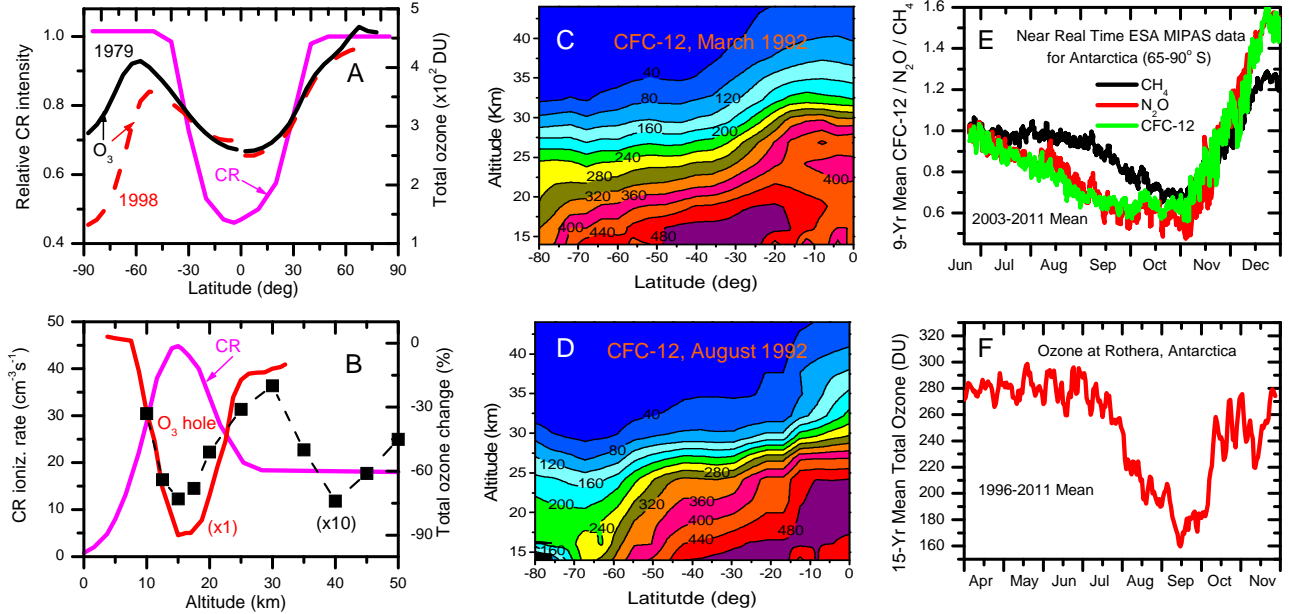 1.0
0.8
0.6
0.4
Relative CR intensity
1979
O3
1998
CR
A
5
4
3
2
1
Total ozone (x10² DU)
-90
-60
-30
0
30
60
90
Latitude (deg)
C
CFC-12, March 1992
40
35
30
25
20
15
Altitude (Km)
40
80
120
160
200
240
280
320
360
400
400
440
480
-80
-70
-60
-50
-40
-30
-20
-10
0
Latitude (deg)
9-Yr Mean CFC-12 / N2O / CH4
1.6
1.4
1.2
1.0
0.8
0.6
E
Near Real Time ESA MIPAS data
for Antarctica (65-90° S)
CH4
N2O
CFC-12
2003-2011 Mean
Jun
Jul
Aug
Sep
Oct
Nov
Dec
CR ioniz. rate (cm⁻³s⁻¹)
50
45
40
35
30
25
20
15
10
5
0
CR
B
O3 hole
(x1)
(x10)
0
-30
-60
-90
Total ozone change (%)
0
10
20
30
40
50
Altitude (km)
D
CFC-12, August 1992
40
35
30
25
20
15
Altitude (km)
40
80
120
160
200
240
280
320
360
400
440
480
160
-80
-70
-60
-50
-40
-30
-20
-10
0
Latitutde (deg)
15-Yr Mean Total Ozone (DU)
320
300
280
260
240
220
200
180
160
F
Ozone at Rothera, Antarctica
1996-2011 Mean
Apr
May
Jun
Jul
Aug
Sep
Oct
Nov